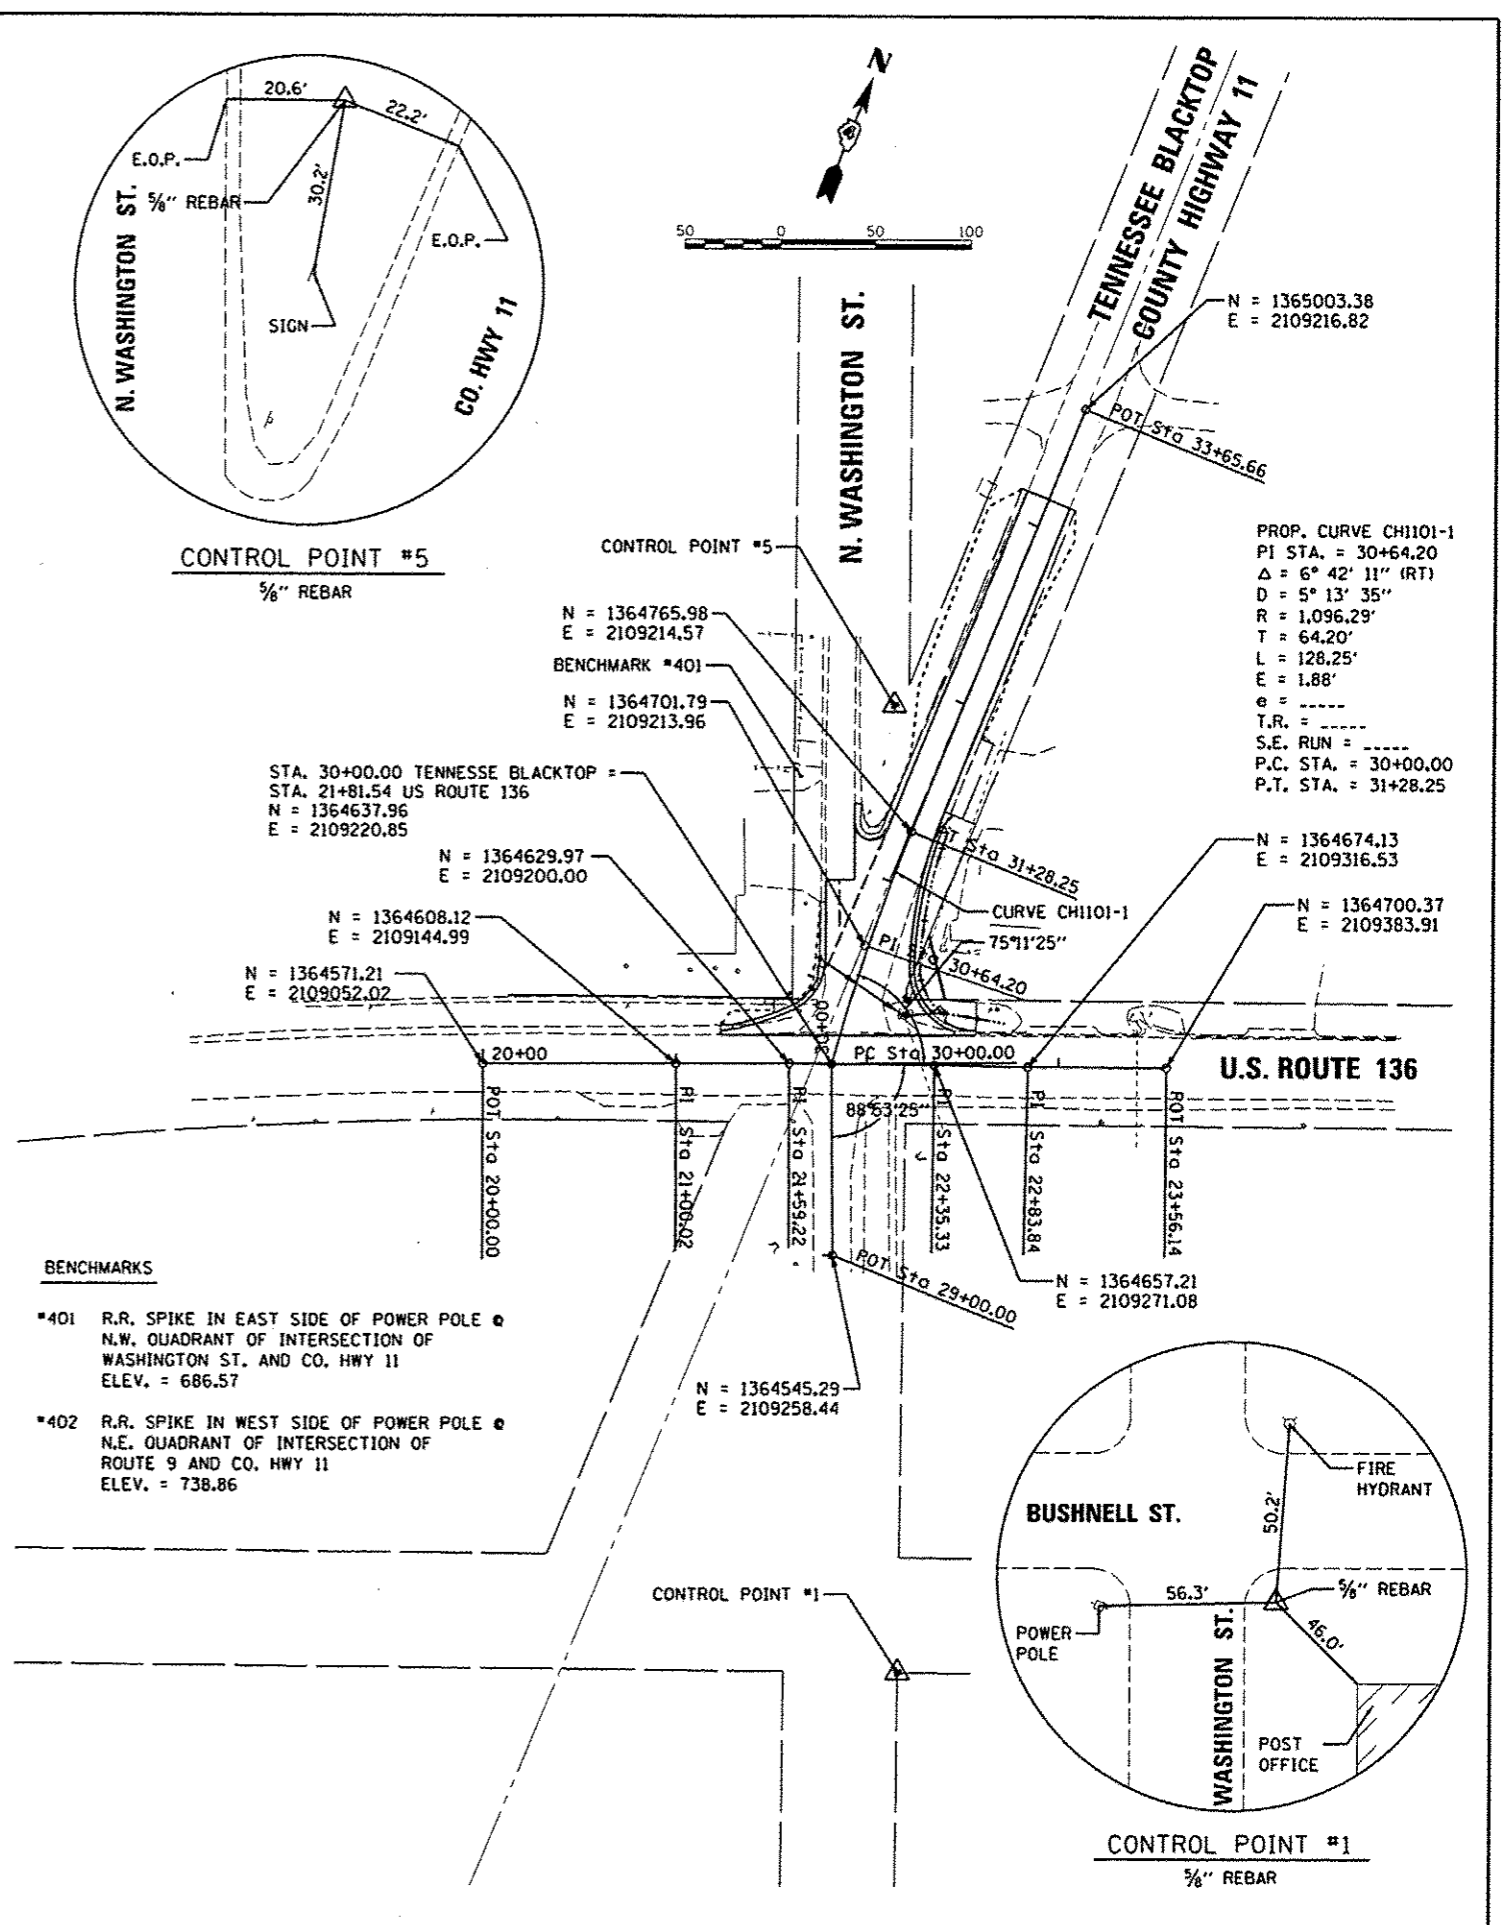 20.6'
22.2'
E.O.P.
5/8" REBAR
30.2'
E.O.P.
SIGN
N. WASHINGTON ST.
CO. HWY 11
CONTROL POINT #5
5/8" REBAR
N
50 0 50 100
TENNESSEE BLACKTOP
COUNTY HIGHWAY 11
N. WASHINGTON ST.
N = 1365003.38
E = 2109216.82
POT Sta 33+65.66
CONTROL POINT #5
N = 1364765.98
E = 2109214.57
BENCHMARK #401
N = 1364701.79
E = 2109213.96
STA. 30+00.00 TENNESSE BLACKTOP =
STA. 21+81.54 US ROUTE 136
N = 1364637.96
E = 2109220.85
N = 1364629.97
E = 2109200.00
N = 1364608.12
E = 2109144.99
N = 1364571.21
E = 2109052.02
PROP. CURVE CH1101-1
PI STA. = 30+64.20
Δ = 6° 42' 11" (RT)
D = 5° 13' 35"
R = 1,096.29'
T = 64.20'
L = 128.25'
E = 1.88'
e = -----
T.R. = -----
S.E. RUN = -----
P.C. STA. = 30+00.00
P.T. STA. = 31+28.25
PT Sta 31+28.25
CURVE CH1101-1
75°11'25"
PI Sta 30+64.20
N = 1364674.13
E = 2109316.53
N = 1364700.37
E = 2109383.91
20+00
30+00
PC Sta 30+00.00
U.S. ROUTE 136
88°53'25"
POT Sta 20+00.00
PI Sta 21+00.02
PI Sta 21+59.22
PI Sta 22+35.33
PI Sta 22+83.84
POT Sta 23+56.14
POT Sta 29+00.00
N = 1364657.21
E = 2109271.08
N = 1364545.29
E = 2109258.44
BENCHMARKS
#401 R.R. SPIKE IN EAST SIDE OF POWER POLE @
N.W. QUADRANT OF INTERSECTION OF
WASHINGTON ST. AND CO. HWY 11
ELEV. = 686.57
#402 R.R. SPIKE IN WEST SIDE OF POWER POLE @
N.E. QUADRANT OF INTERSECTION OF
ROUTE 9 AND CO. HWY 11
ELEV. = 738.86
CONTROL POINT #1
FIRE
HYDRANT
BUSHNELL ST.
50.2'
5/8" REBAR
56.3'
46.0'
POWER
POLE
WASHINGTON ST.
POST
OFFICE
CONTROL POINT #1
5/8" REBAR